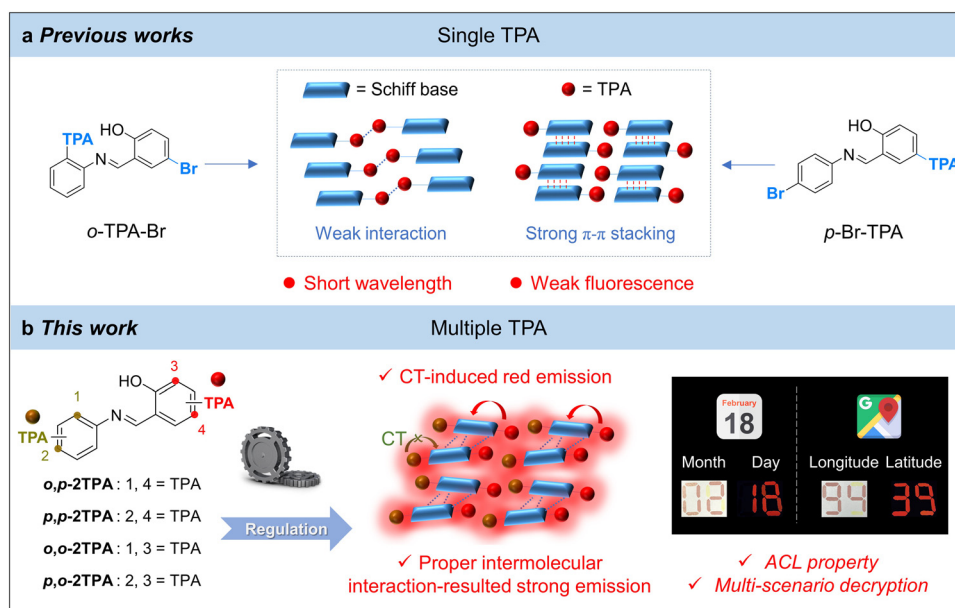 a Previous works
Single TPA
TPA
HO
N
Br
o-TPA-Br
= Schiff base
= TPA
Weak interaction
Strong π-π stacking
HO
N
Br
TPA
p-Br-TPA
Short wavelength
Weak fluorescence
b This work
Multiple TPA
3
HO
1
N
TPA
4
TPA
2
o,p-2TPA : 1, 4 = TPA
p,p-2TPA : 2, 4 = TPA
o,o-2TPA : 1, 3 = TPA
p,o-2TPA : 2, 3 = TPA
Regulation
✓ CT-induced red emission
CT ×
✓ Proper intermolecular
interaction-resulted strong emission
February
18
G
Month
Day
Longitude
Latitude
02
18
94
39
✓ ACL property
✓ Multi-scenario decryption